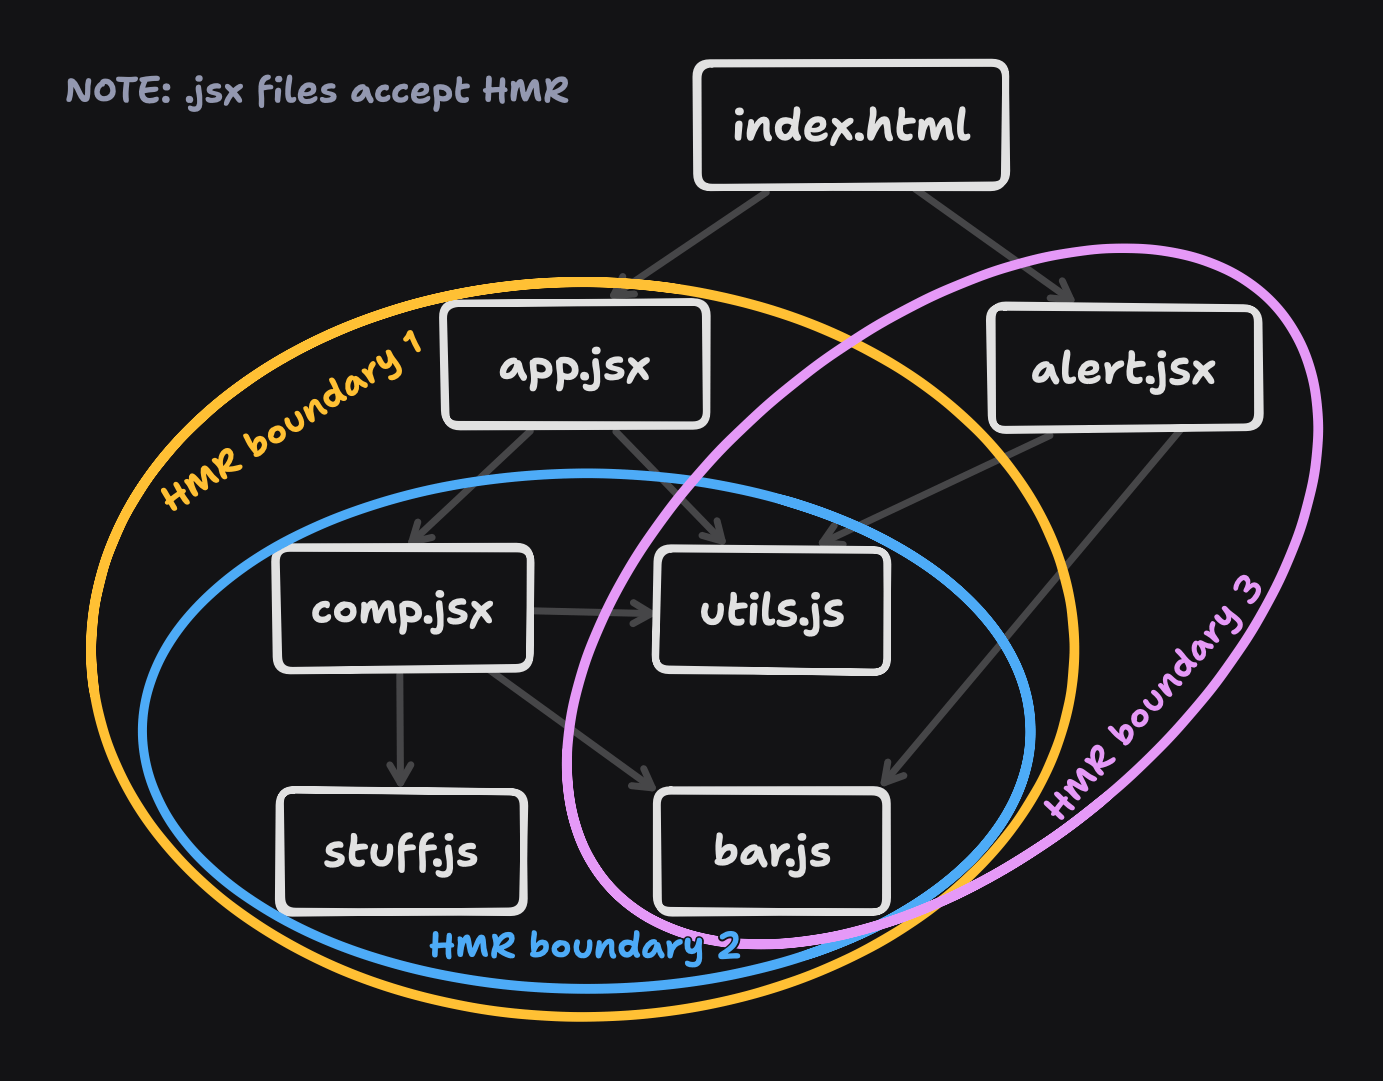 NOTE: .jsx files accept HMR
index.html
HMR boundary 1
app.jsx
alert.jsx
comp.jsx
utils.js
HMR boundary 3
stuff.js
bar.js
HMR boundary 2